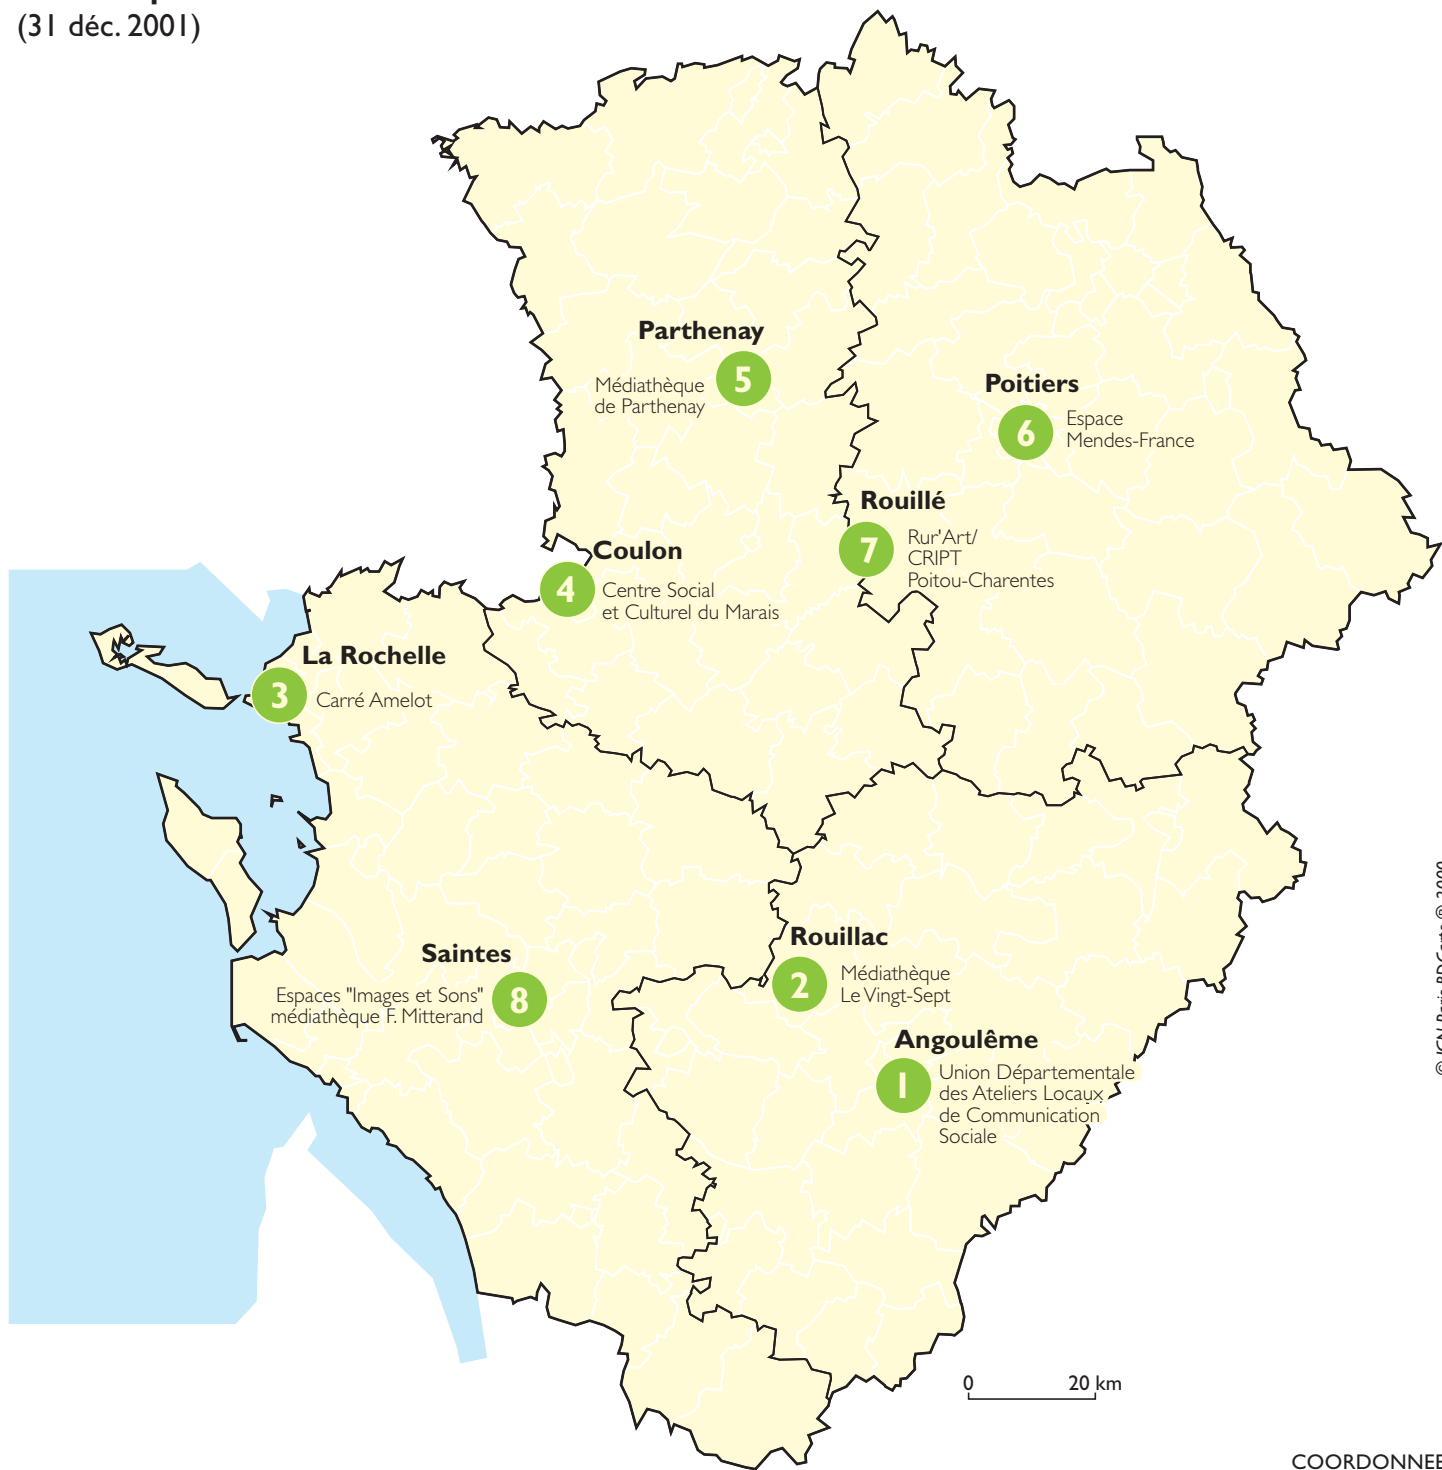 (31 déc. 2001)
Parthenay
5
Médiathèque
de Parthenay
Poitiers
6
Espace
Mendes-France
Rouillé
7
Rur'Art/
CRIPT
Poitou-Charentes
Coulon
4
Centre Social
et Culturel du Marais
La Rochelle
3
Carré Amelot
Rouillac
2
Médiathèque
Le Vingt-Sept
Saintes
8
Espaces "Images et Sons"
médiathèque F. Mitterand
Angoulême
1
Union Départementale
des Ateliers Locaux
de Communication
Sociale
0 20 km
COORDONNEE